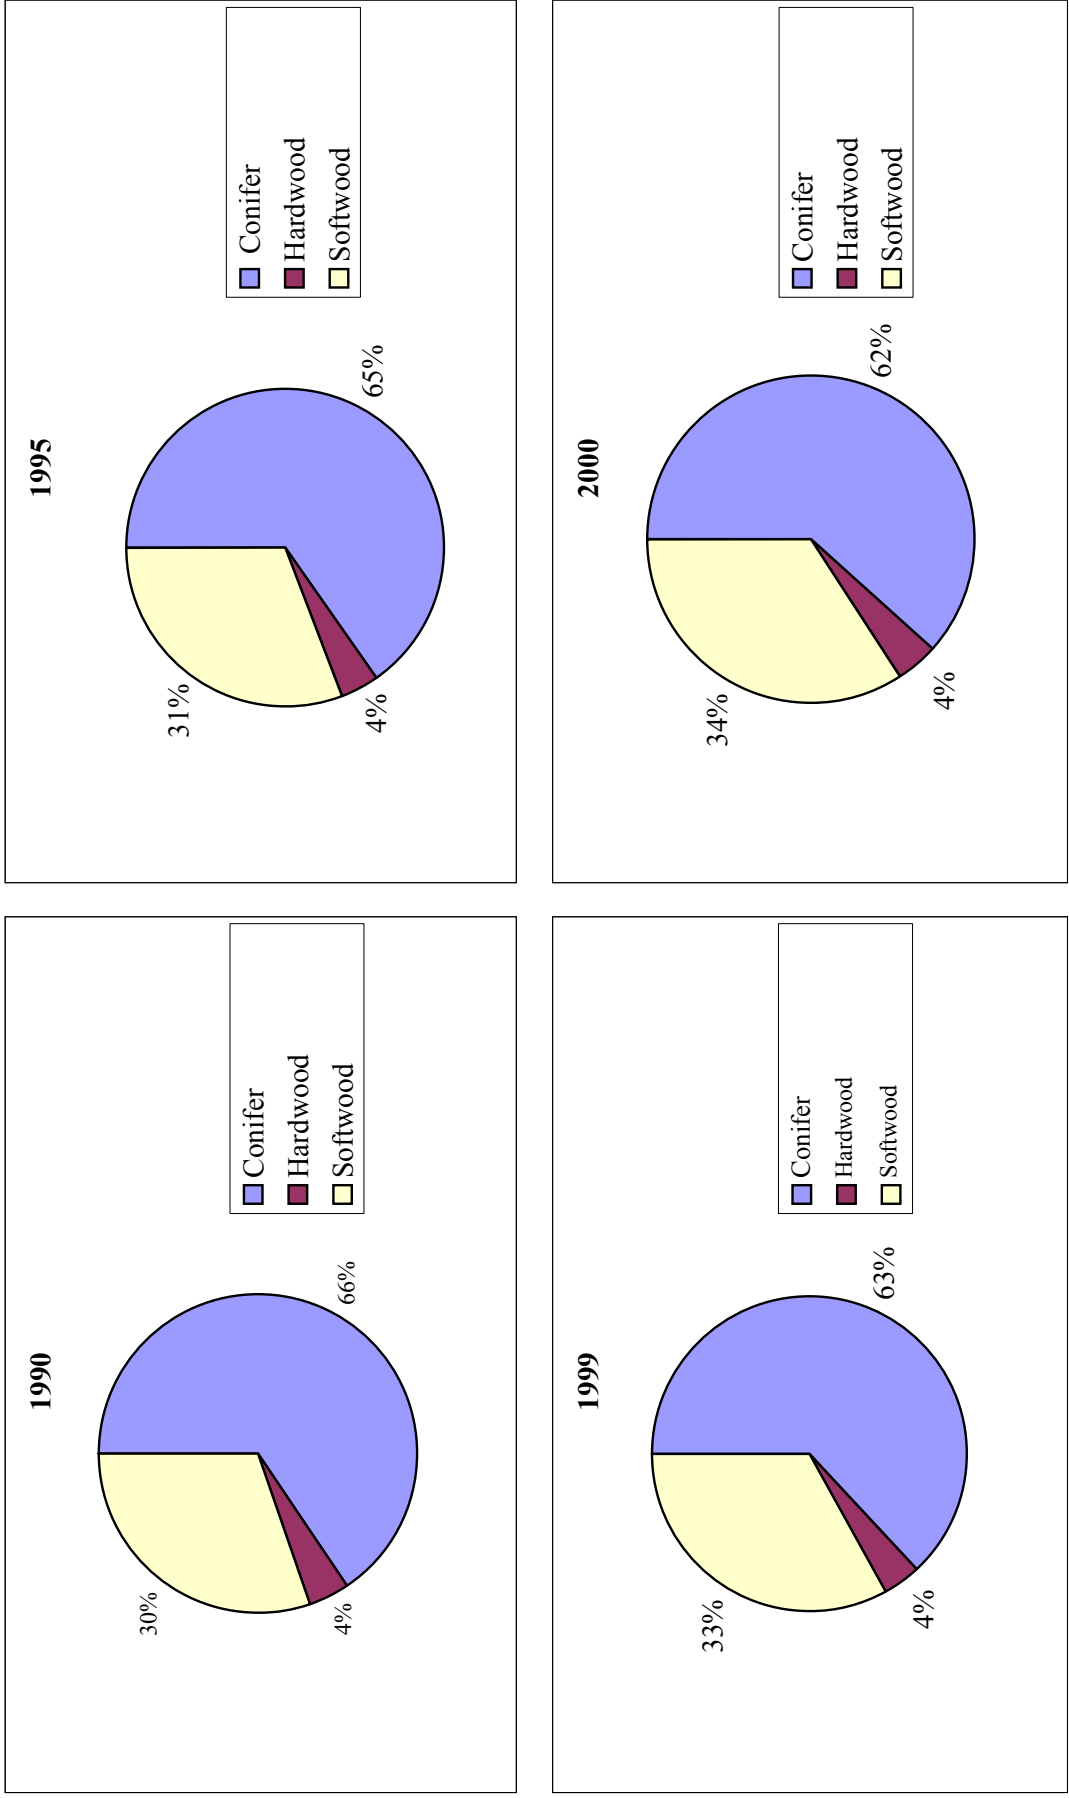 1990
66%
4%
30%
Conifer
Hardwood
Softwood
1995
65%
4%
31%
Conifer
Hardwood
Softwood
1999
63%
4%
33%
Conifer
Hardwood
Softwood
2000
62%
4%
34%
Conifer
Hardwood
Softwood